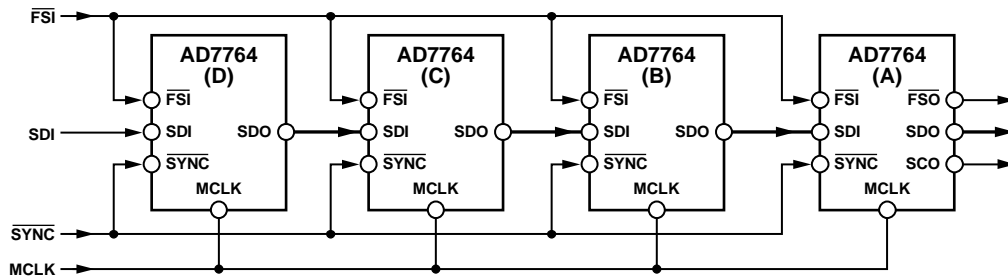 FSI
AD7764
(D)
FSI
SDI
SYNC
SDO
MCLK
AD7764
(C)
FSI
SDI
SYNC
SDO
MCLK
AD7764
(B)
FSI
SDI
SYNC
SDO
MCLK
AD7764
(A)
FSI
SDI
SYNC
FSO
SDO
SCO
MCLK
SDI
SYNC
MCLK